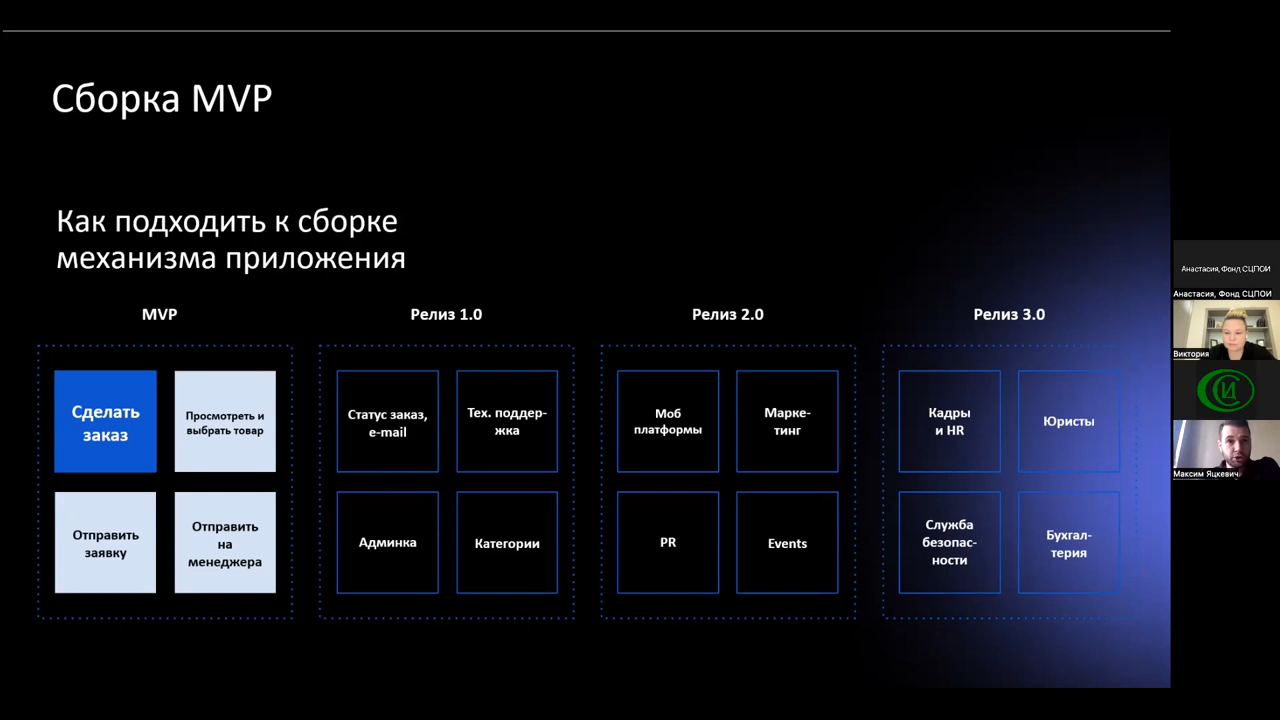 Сборка MVP
Как подходить к сборке
механизма приложения
MVP
Сделать
заказ
Просмотреть и
выбрать товар
Отправить
заявку
Отправить
на
менеджера
Релиз 1.0
Статус заказ,
e-mail
Тех. поддер-
жка
Админка
Категории
Релиз 2.0
Моб
платформы
Марке-
тинг
PR
Events
Релиз 3.0
Кадры
и HR
Юристы
Служба
безопас-
ности
Бухгал-
терия
Анастасия, Фонд СЦПОИ
Анастасия, Фонд СЦПОИ
Виктория
Максим Яцкевич